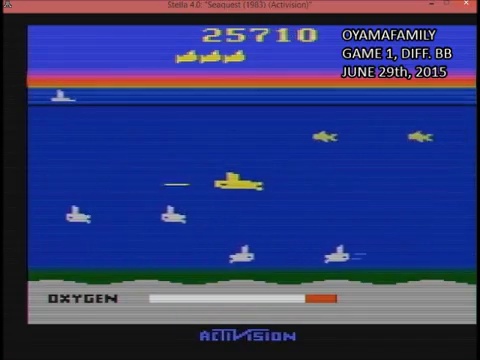 Stella 4.0: "Seaquest (1983) (Activision)"
25710
OYAMAFAMILY
GAME 1, DIFF. BB
JUNE 29th, 2015
OXYGEN
ACTIVISION